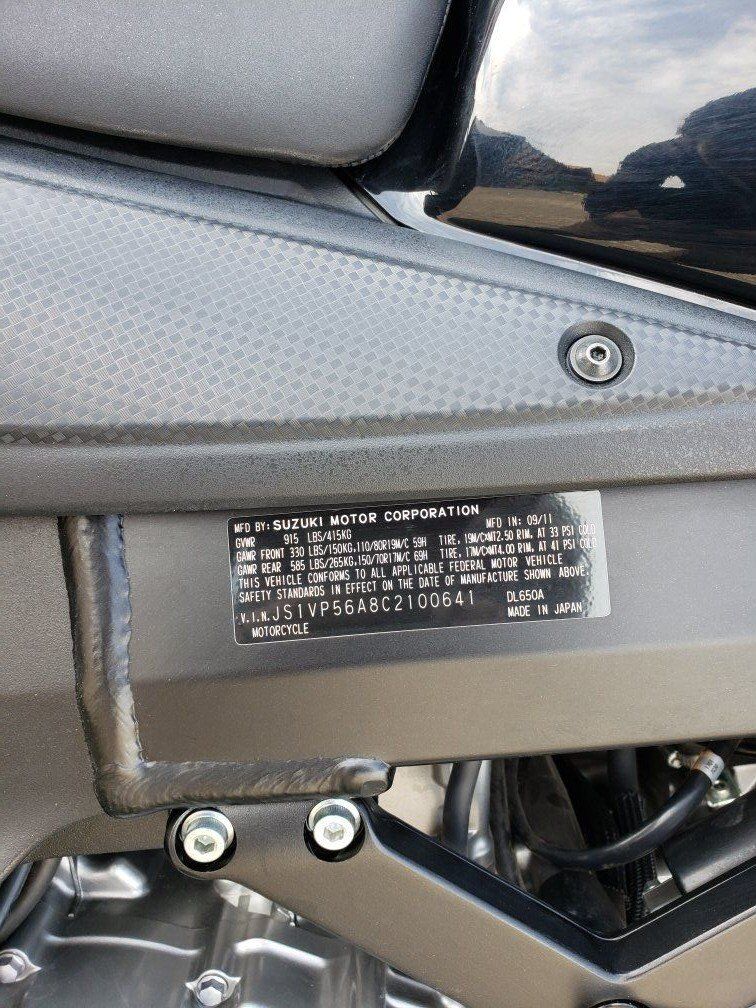 MFD BY: SUZUKI MOTOR CORPORATION MFD IN: 09/11
GVWR 915 LBS/415KG
GAWR FRONT 330 LBS/150KG,110/80R19M/C 59H TIRE, 19M/C×MT2.50 RIM, AT 33 PSI COLD
GAWR REAR 585 LBS/265KG,150/70R17M/C 69H TIRE, 17M/C×MT4.00 RIM, AT 41 PSI COLD
THIS VEHICLE CONFORMS TO ALL APPLICABLE FEDERAL MOTOR VEHICLE
SAFETY STANDARDS IN EFFECT ON THE DATE OF MANUFACTURE SHOWN ABOVE.
V.I.N. JS1VP56A8C2100641 DL650A
MOTORCYCLE MADE IN JAPAN